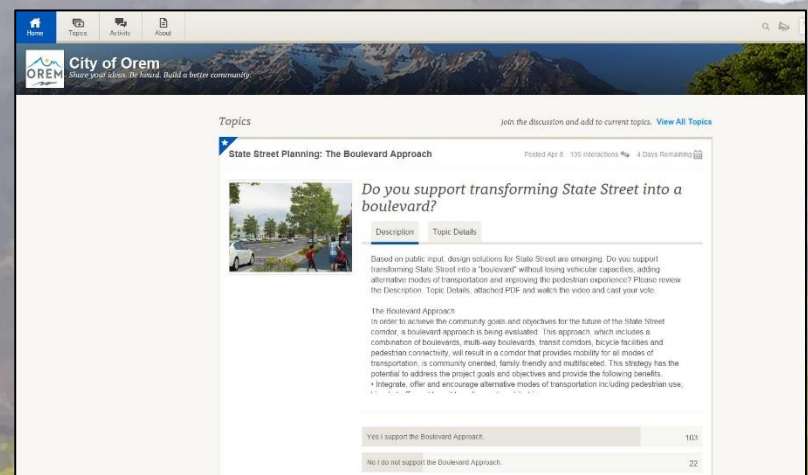 Home
Topics
Activity
About
OREM
City of Orem
Share your ideas. Be heard. Build a better community.
Topics
Join the discussion and add to current topics. View All Topics
State Street Planning: The Boulevard Approach
Posted Apr 8 135 Interactions 4 Days Remaining
Do you support transforming State Street into a
boulevard?
Description
Topic Details
Based on public input, design solutions for State Street are emerging. Do you support
transforming State Street into a "boulevard" without losing vehicular capacities, adding
alternative modes of transportation and improving the pedestrian experience? Please review
the Description, Topic Details, attached PDF and watch the video and cast your vote.
The Boulevard Approach
In order to achieve the community goals and objectives for the future of the State Street
corridor, a boulevard approach is being evaluated. This approach, which includes a
combination of boulevards, multi-way boulevards, transit corridors, bicycle facilities and
pedestrian connectivity, will result in a corridor that provides mobility for all modes of
transportation, is community oriented, family friendly and multifaceted. This strategy has the
potential to address the project goals and objectives and provide the following benefits.
• Integrate, offer and encourage alternative modes of transportation including pedestrian use,
Yes I support the Boulevard Approach. 103
No I do not support the Boulevard Approach. 22